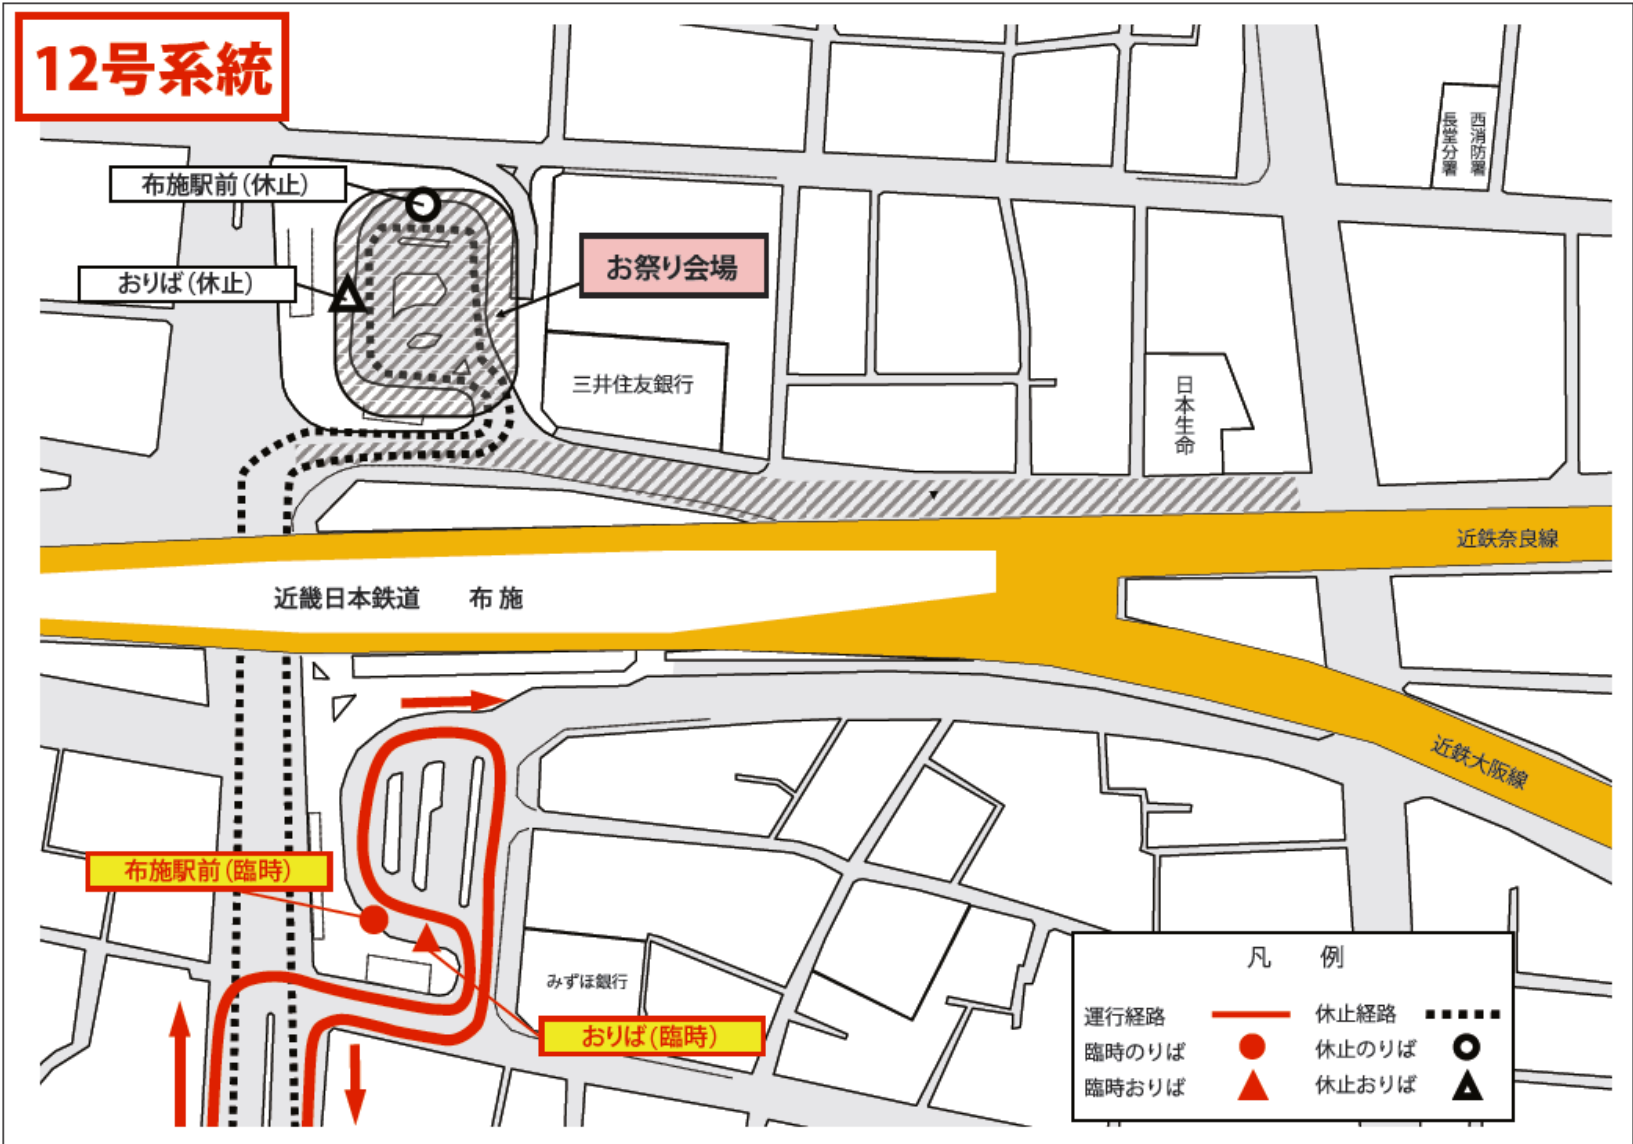 12号系統
西消防署
長堂分署
布施駅前(休止)
お祭り会場
おりば(休止)
三井住友銀行
日本生命
近鉄奈良線
近畿日本鉄道　布施
近鉄大阪線
布施駅前(臨時)
みずほ銀行
おりば(臨時)
凡　例
運行経路
休止経路
臨時のりば
休止のりば
臨時おりば
休止おりば